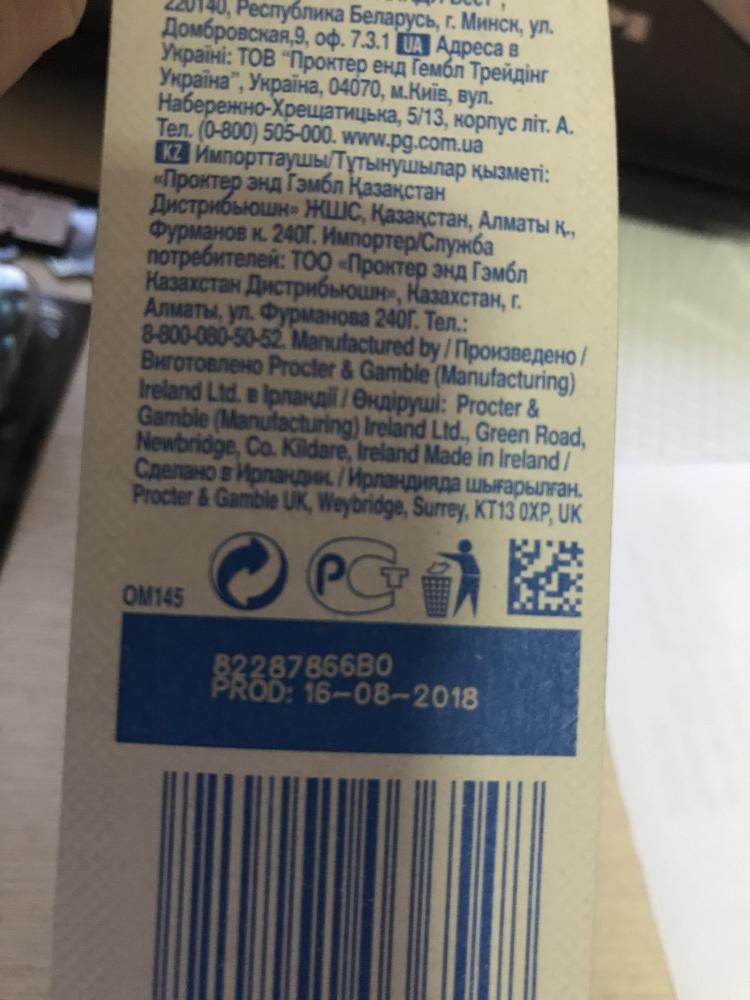 220140, Республика Беларусь, г. Минск, ул.
Домбровская,9, оф. 7.3.1 UA Адреса в
Україні: ТОВ "Проктер енд Гембл Трейдінг
Україна", Україна, 04070, м.Київ, вул.
Набережно-Хрещатицька, 5/13, корпус літ. А.
Тел. (0-800) 505-000. www.pg.com.ua
KZ Импорттаушы/Тұтынушылар қызметі:
«Проктер энд Гэмбл Қазақстан
Дистрибьюшн» ЖШС, Қазақстан, Алматы қ.,
Фурманов к. 240Г. Импортер/Служба
потребителей: ТОО «Проктер энд Гэмбл
Казахстан Дистрибьюшн», Казахстан, г.
Алматы, ул. Фурманова 240Г. Тел.:
8-800-080-50-52. Manufactured by / Произведено /
Виготовлено Procter & Gamble (Manufacturing)
Ireland Ltd. в Ірландії / Өндіруші: Procter &
Gamble (Manufacturing) Ireland Ltd., Green Road,
Newbridge, Co. Kildare, Ireland Made in Ireland /
Сделано в Ирландии. / Ирландияда шығарылған.
Procter & Gamble UK, Weybridge, Surrey, KT13 0XP, UK
OM145
82287866B0
PROD: 16-08-2018